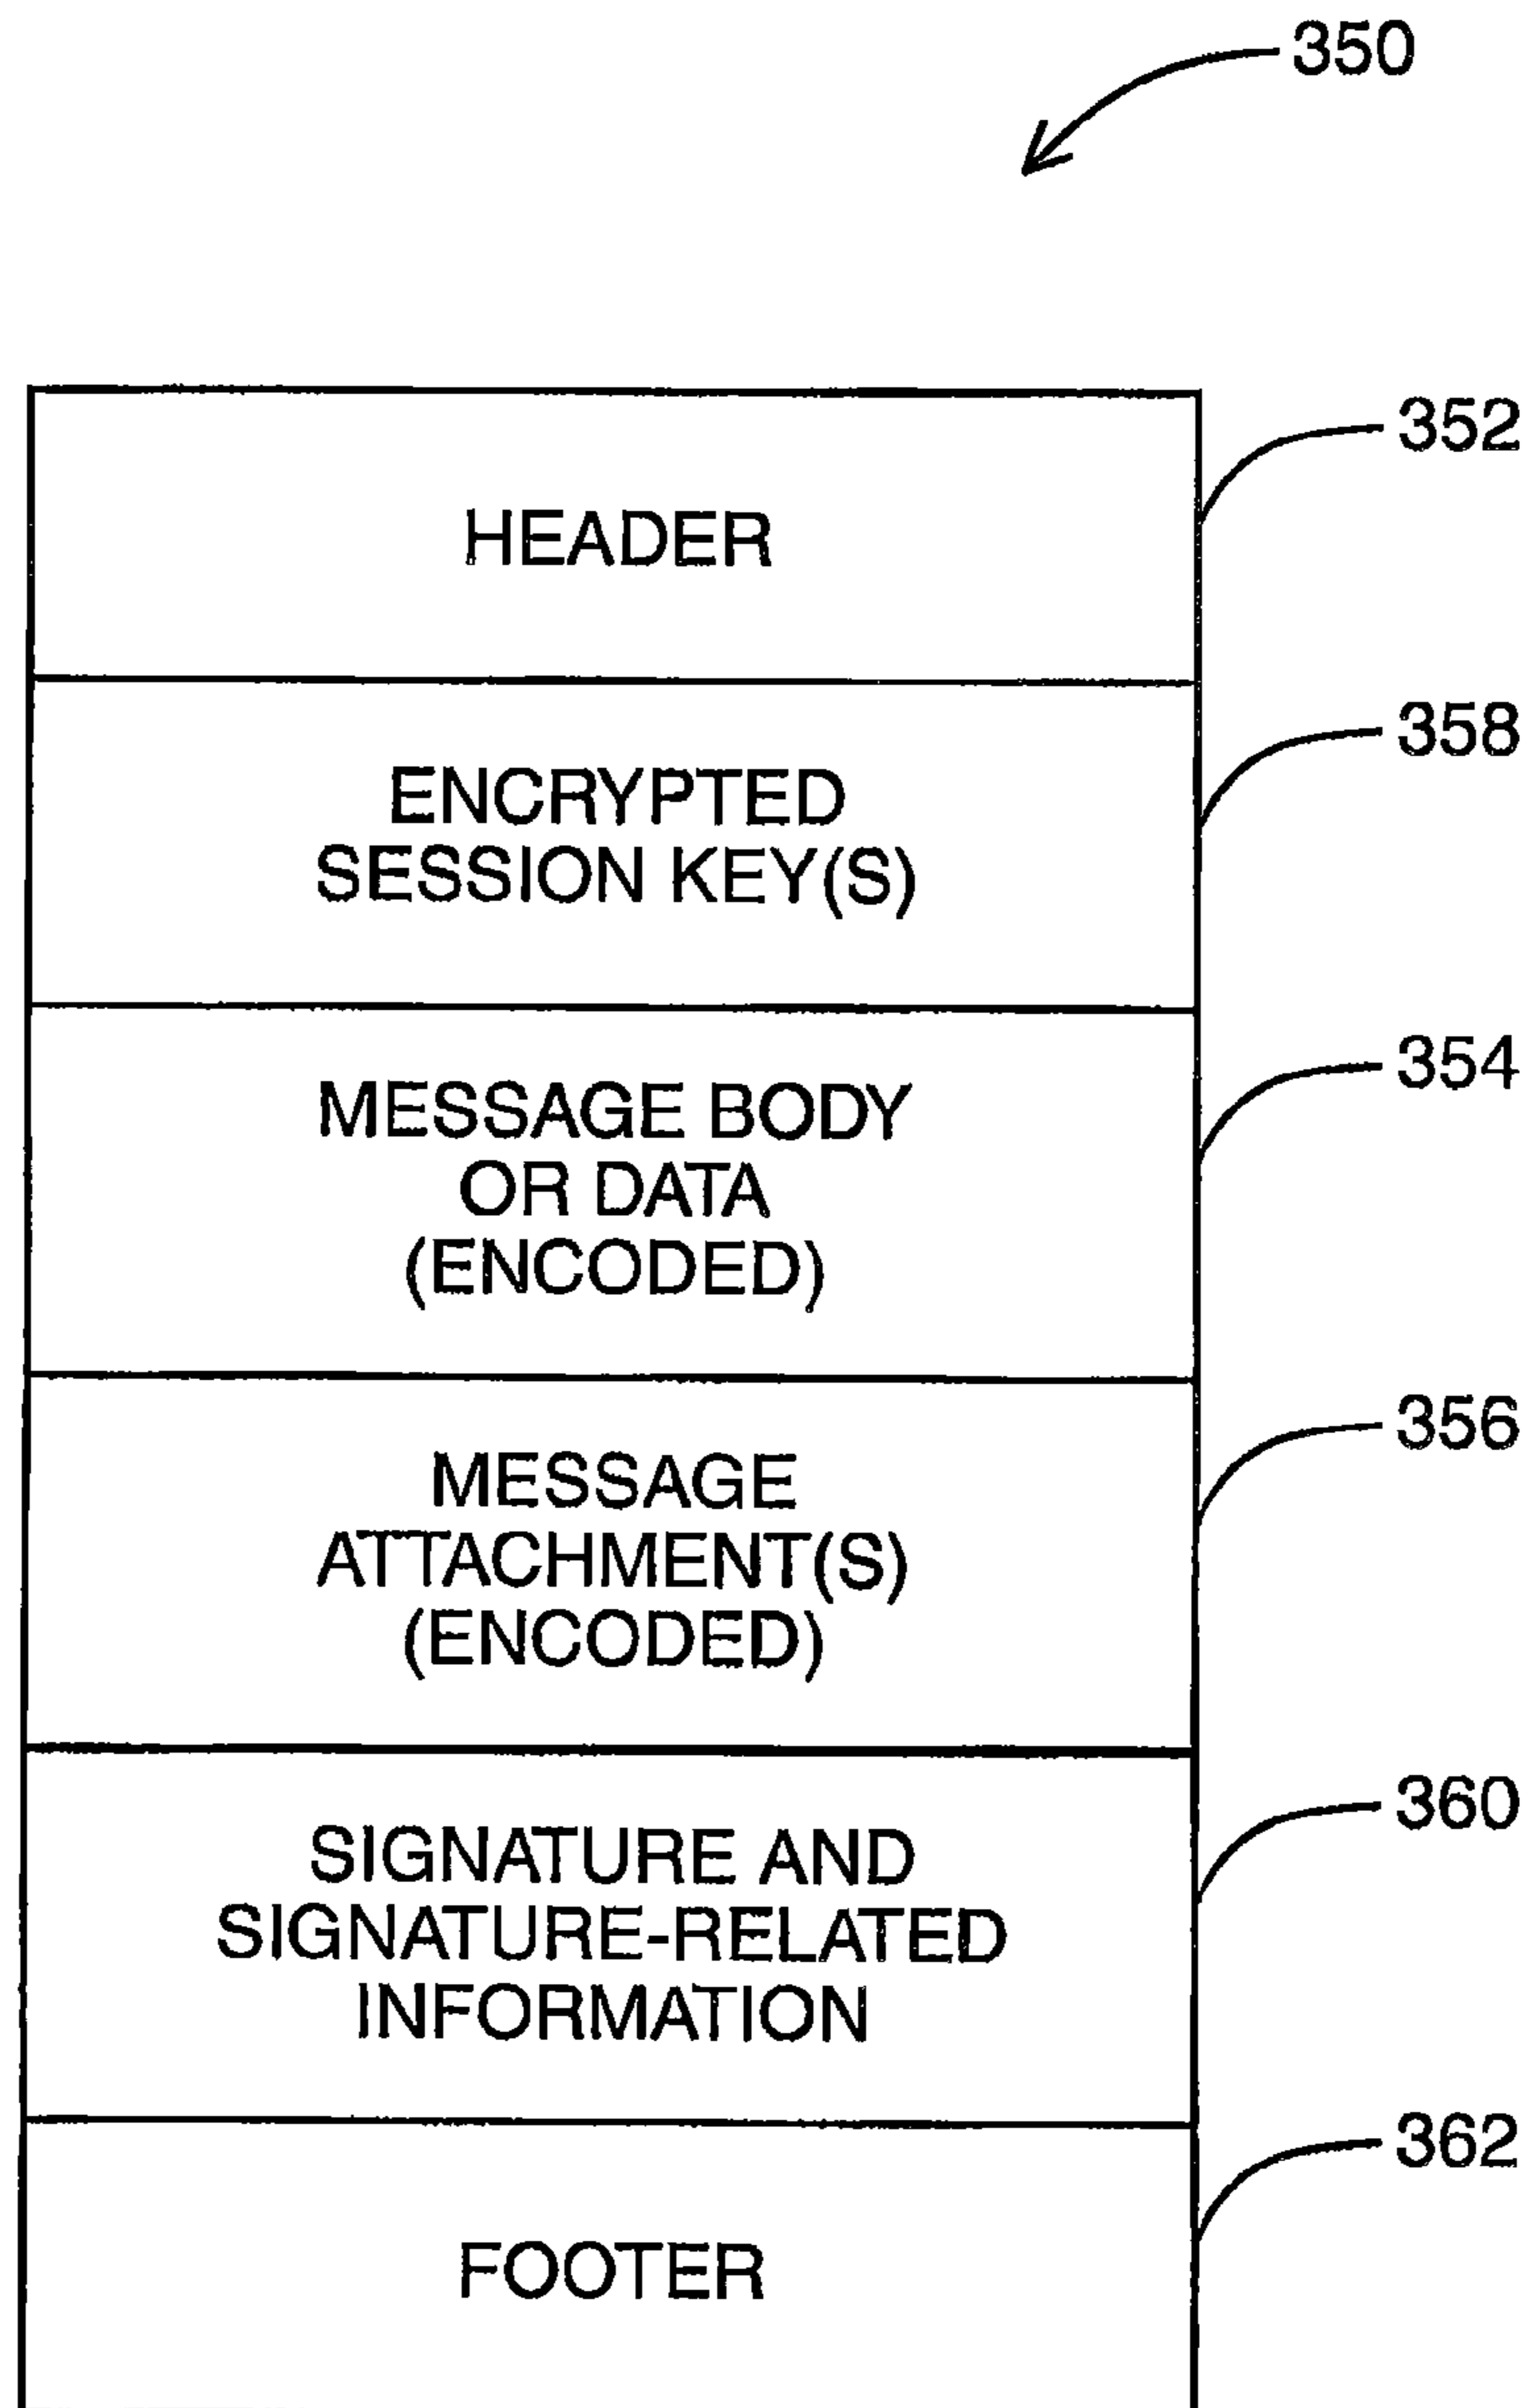 350
352
HEADER
358
ENCRYPTED
SESSION KEY(S)
354
MESSAGE BODY
OR DATA
(ENCODED)
356
MESSAGE
ATTACHMENT(S)
(ENCODED)
360
SIGNATURE AND
SIGNATURE-RELATED
INFORMATION
362
FOOTER